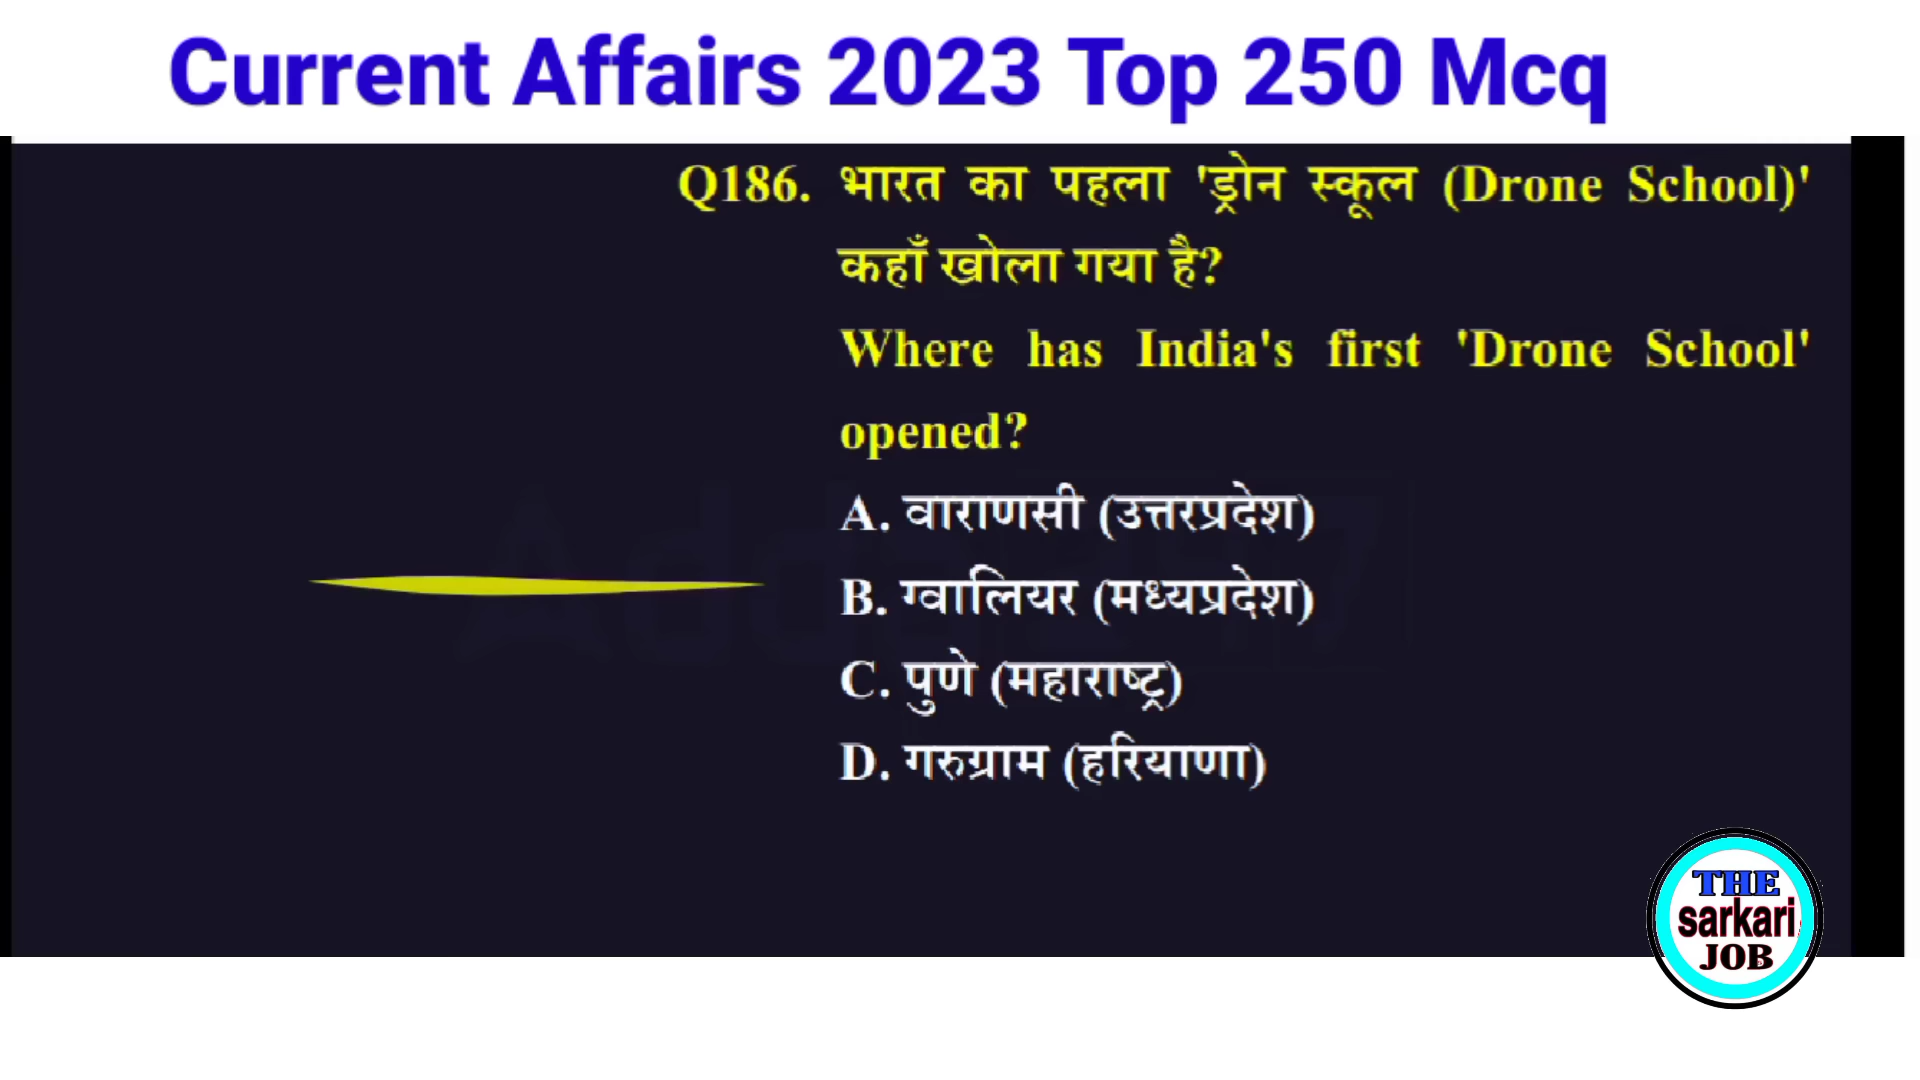 Current Affairs 2023 Top 250 Mcq
Q186. भारत का पहला 'ड्रोन स्कूल (Drone School)'
कहाँ खोला गया है?
Where has India's first 'Drone School'
opened?
A. वाराणसी (उत्तरप्रदेश)
B. ग्वालियर (मध्यप्रदेश)
C. पुणे (महाराष्ट्र)
D. गरुग्राम (हरियाणा)
THE
sarkari
JOB